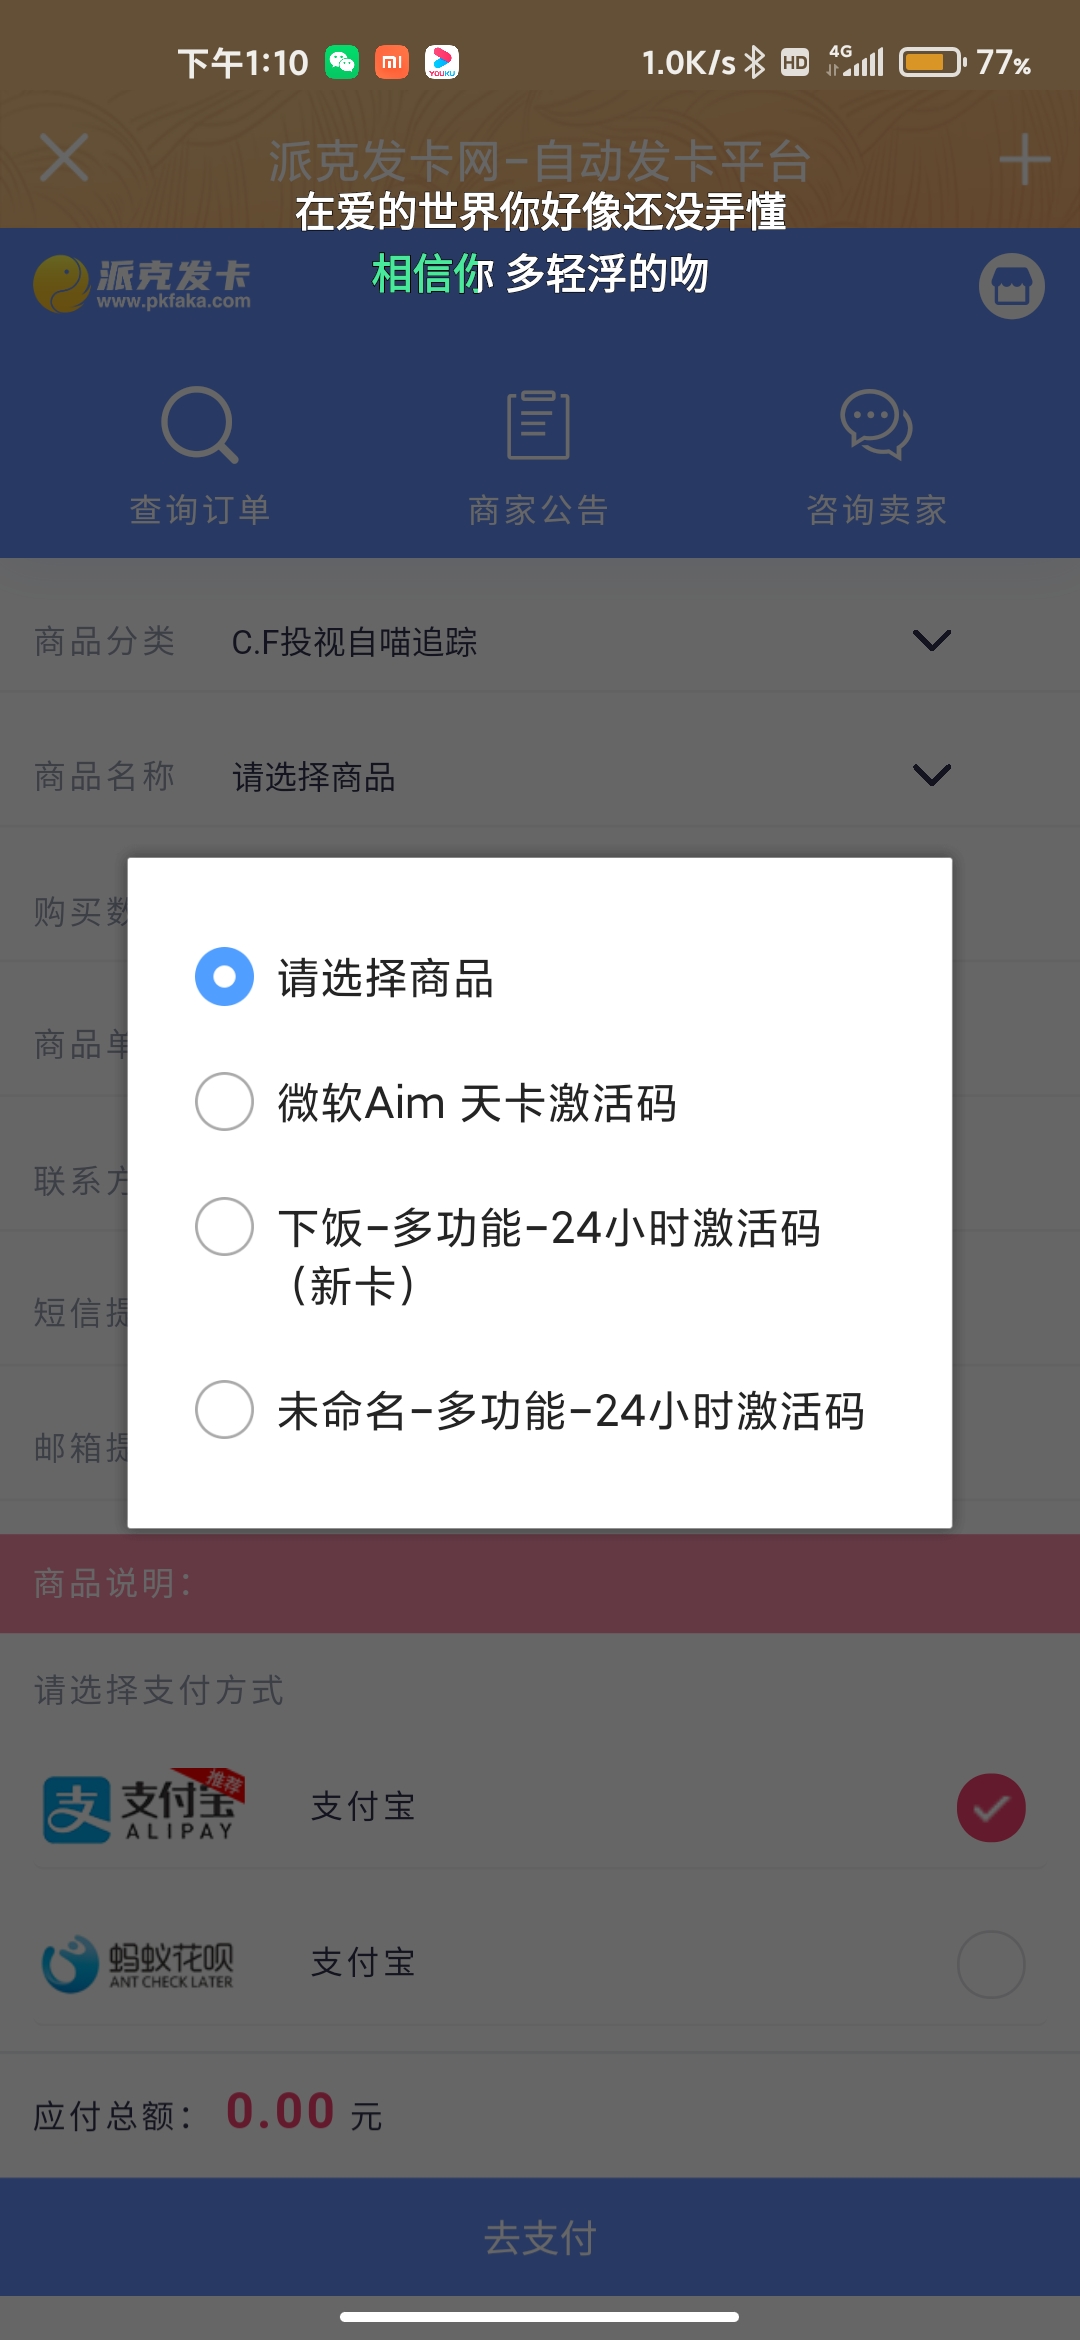 下午1:10
YOUKU
1.0K/s
HD
4G
77%
派克发卡网-自动发卡平台
在爱的世界你好像还没弄懂
相信你 多轻浮的吻
派克发卡
www.pkfaka.com
查询订单
商家公告
咨询卖家
商品分类 C.F投视自喵追踪
商品名称 请选择商品
购买数
请选择商品
商品单
微软Aim 天卡激活码
联系方
下饭-多功能-24小时激活码
(新卡)
短信提
未命名-多功能-24小时激活码
邮箱提
商品说明：
请选择支付方式
支付宝
推荐
ALIPAY
支付宝
蚂蚁花呗
ANT CHECK LATER
支付宝
应付总额： 0.00 元
去支付